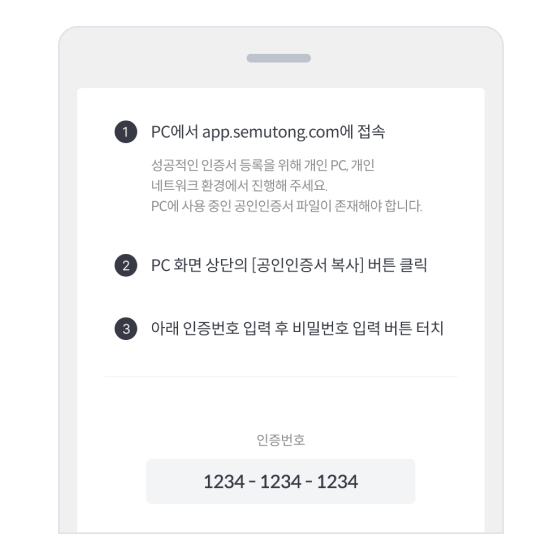 1 PC에서 app.semutong.com에 접속
성공적인 인증서 등록을 위해 개인 PC, 개인
네트워크 환경에서 진행해 주세요.
PC에 사용 중인 공인인증서 파일이 존재해야 합니다.
2 PC 화면 상단의 [공인인증서 복사] 버튼 클릭
3 아래 인증번호 입력 후 비밀번호 입력 버튼 터치
인증번호
1234 - 1234 - 1234